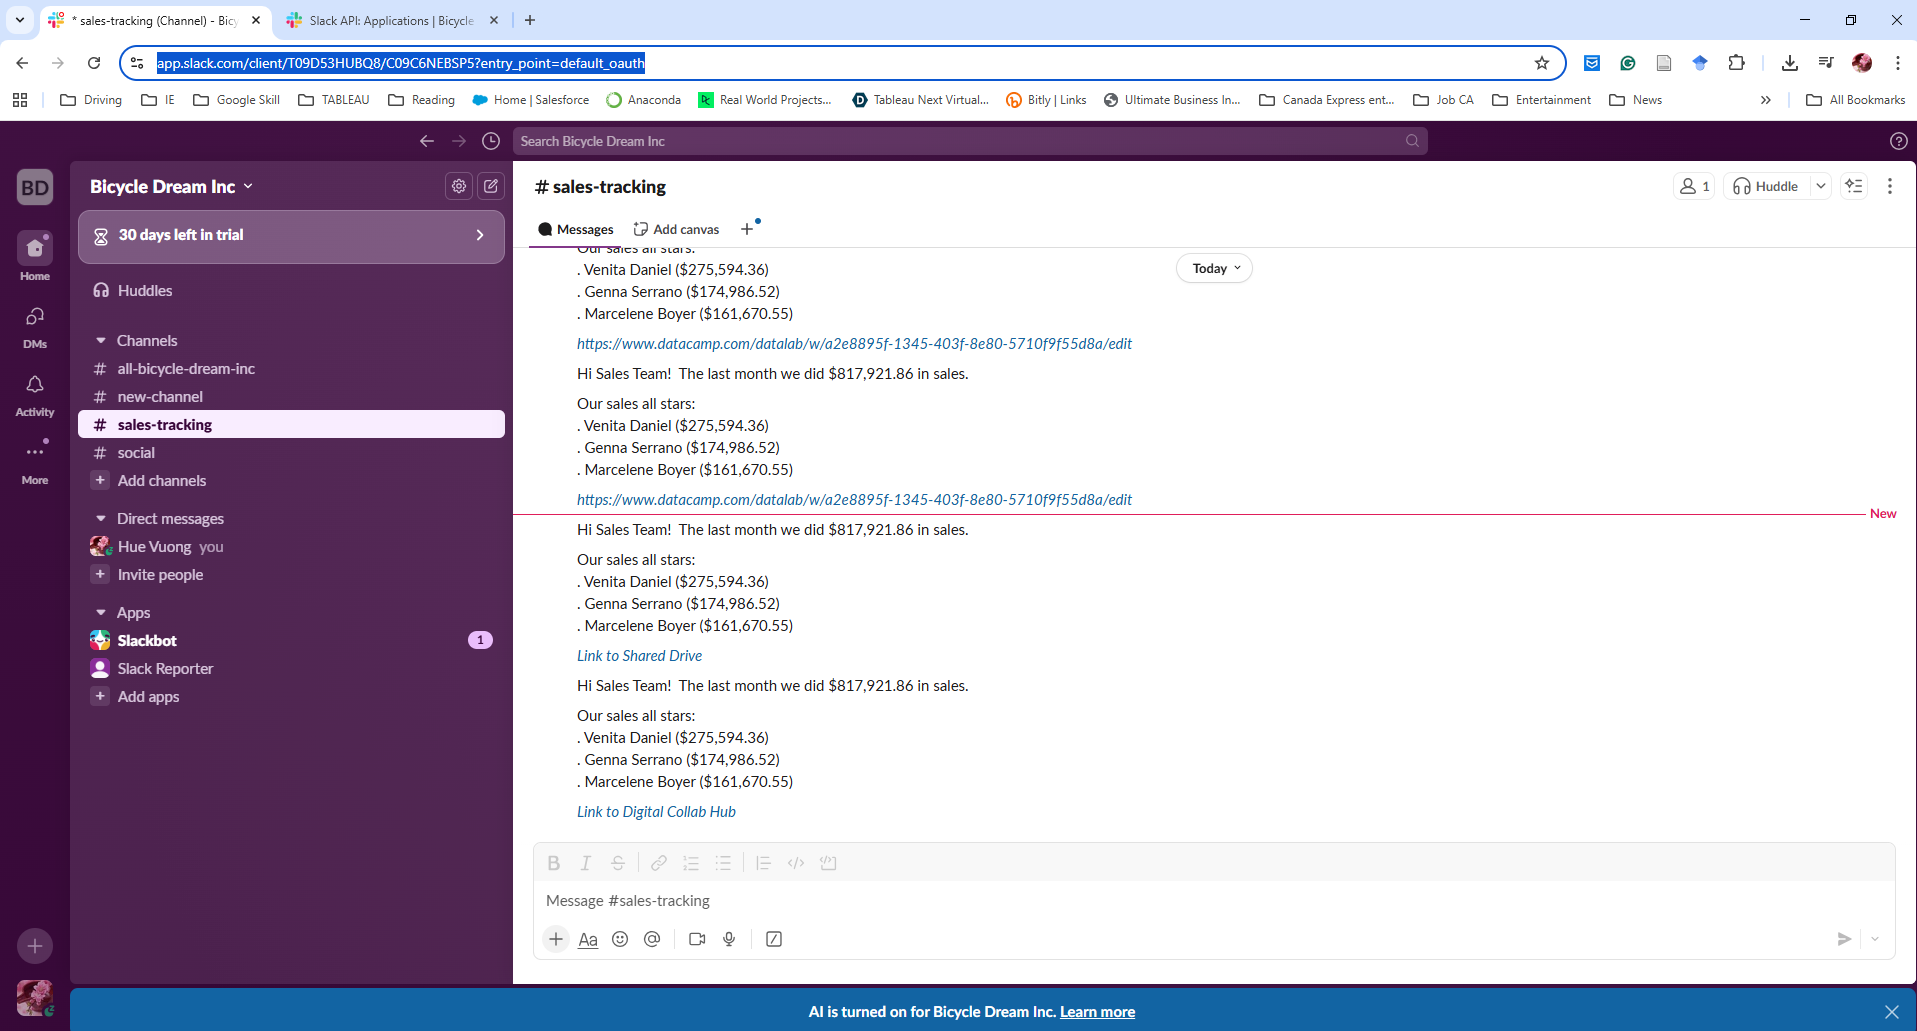 * sales-tracking (Channel) - Bicy
Slack API: Applications | Bicycle
app.slack.com/client/T09D53HUBQ8/C09C6NEBSP5?entry_point=default_oauth
Driving
IE
Google Skill
TABLEAU
Reading
Home | Salesforce
Anaconda
Real World Projects...
Tableau Next Virtual...
Bitly | Links
Ultimate Business In...
Canada Express ent...
Job CA
Entertainment
News
All Bookmarks
Search Bicycle Dream Inc
BD
Home
DMs
Activity
More
Bicycle Dream Inc
30 days left in trial
Huddles
Channels
# all-bicycle-dream-inc
# new-channel
# sales-tracking
# social
Add channels
Direct messages
Hue Vuong you
Invite people
Apps
Slackbot 1
Slack Reporter
Add apps
# sales-tracking
1
Huddle
Messages
Add canvas
Today
Our sales all stars:
. Venita Daniel ($275,594.36)
. Genna Serrano ($174,986.52)
. Marcelene Boyer ($161,670.55)
https://www.datacamp.com/datalab/w/a2e8895f-1345-403f-8e80-5710f9f55d8a/edit
Hi Sales Team!  The last month we did $817,921.86 in sales.
Our sales all stars:
. Venita Daniel ($275,594.36)
. Genna Serrano ($174,986.52)
. Marcelene Boyer ($161,670.55)
https://www.datacamp.com/datalab/w/a2e8895f-1345-403f-8e80-5710f9f55d8a/edit
New
Hi Sales Team!  The last month we did $817,921.86 in sales.
Our sales all stars:
. Venita Daniel ($275,594.36)
. Genna Serrano ($174,986.52)
. Marcelene Boyer ($161,670.55)
Link to Shared Drive
Hi Sales Team!  The last month we did $817,921.86 in sales.
Our sales all stars:
. Venita Daniel ($275,594.36)
. Genna Serrano ($174,986.52)
. Marcelene Boyer ($161,670.55)
Link to Digital Collab Hub
Message #sales-tracking
Aa
AI is turned on for Bicycle Dream Inc. Learn more